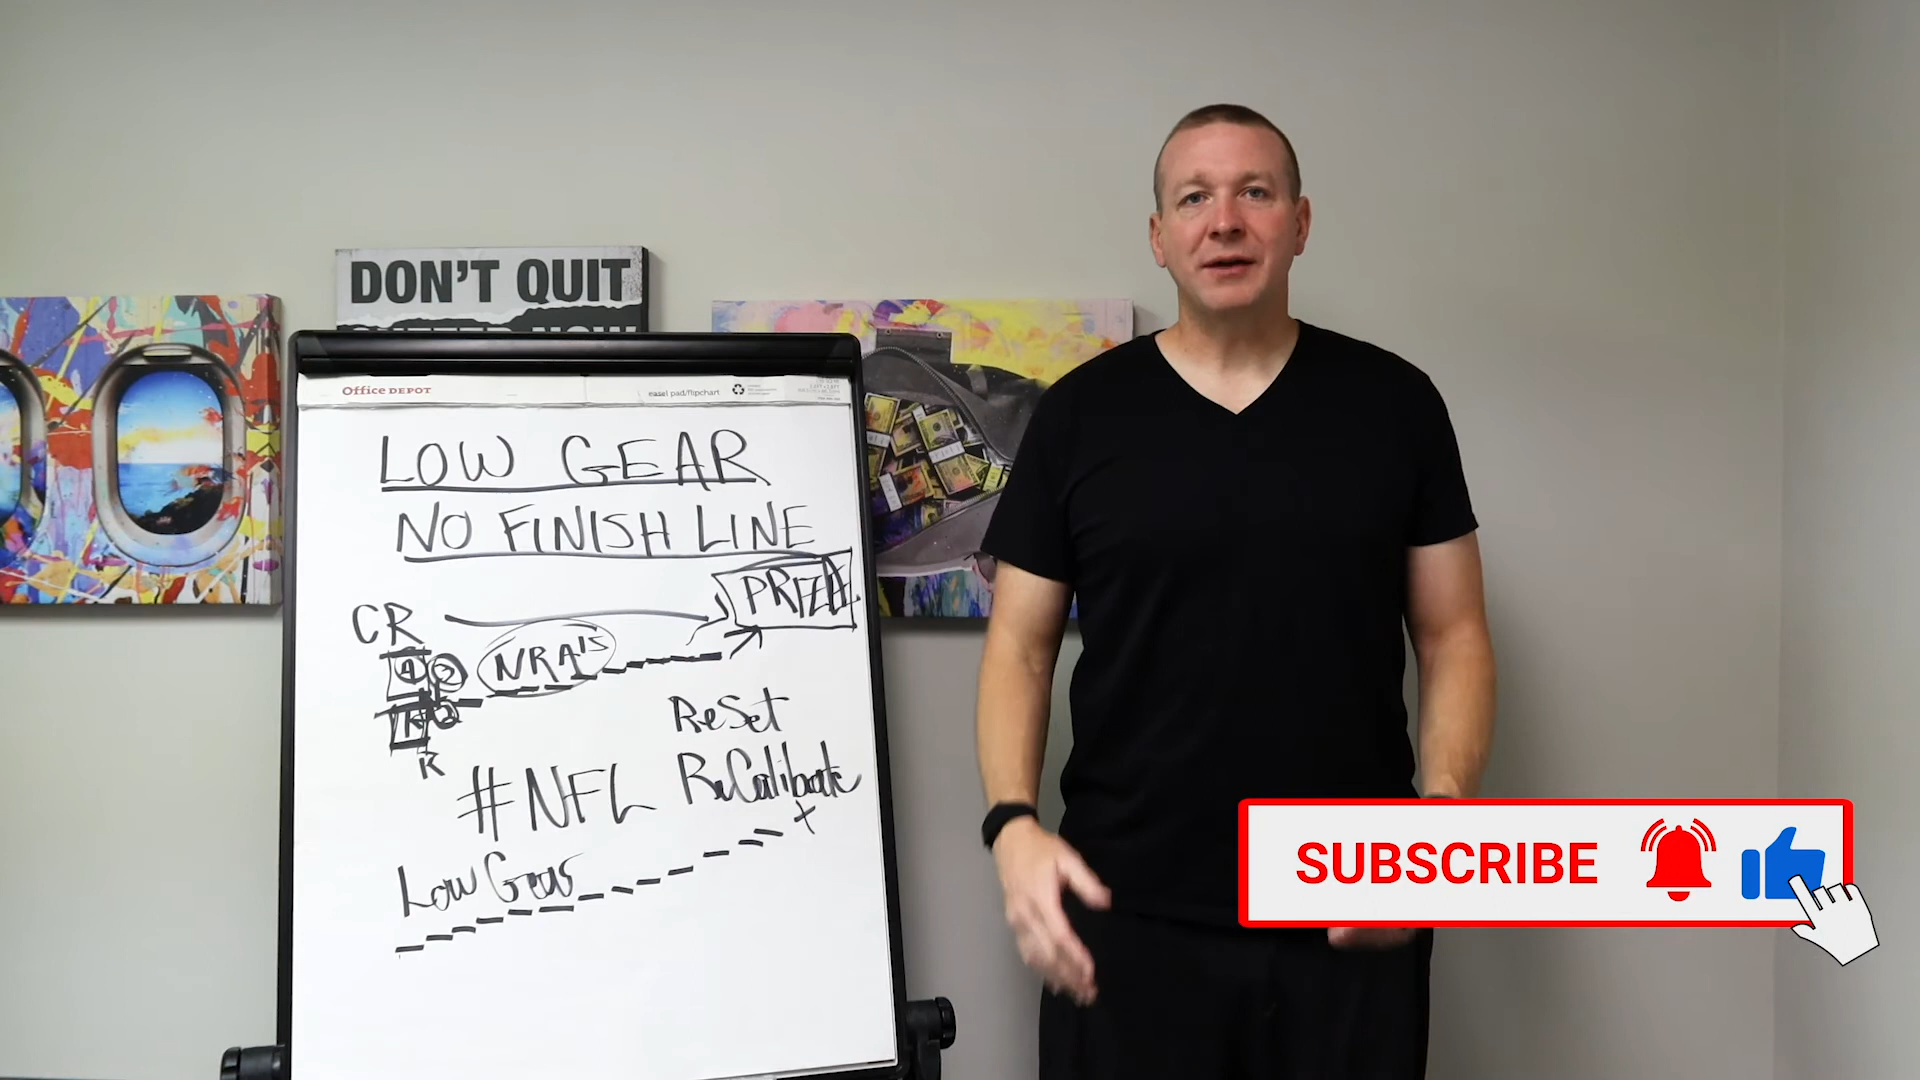 DON'T QUIT
Office DEPOT
easel pad/flipchart
LOW GEAR
NO FINISH LINE
PRIZE
CR
NRA'S
ReSet
K
ReCalibrate
#NFL
Low Gear
SUBSCRIBE